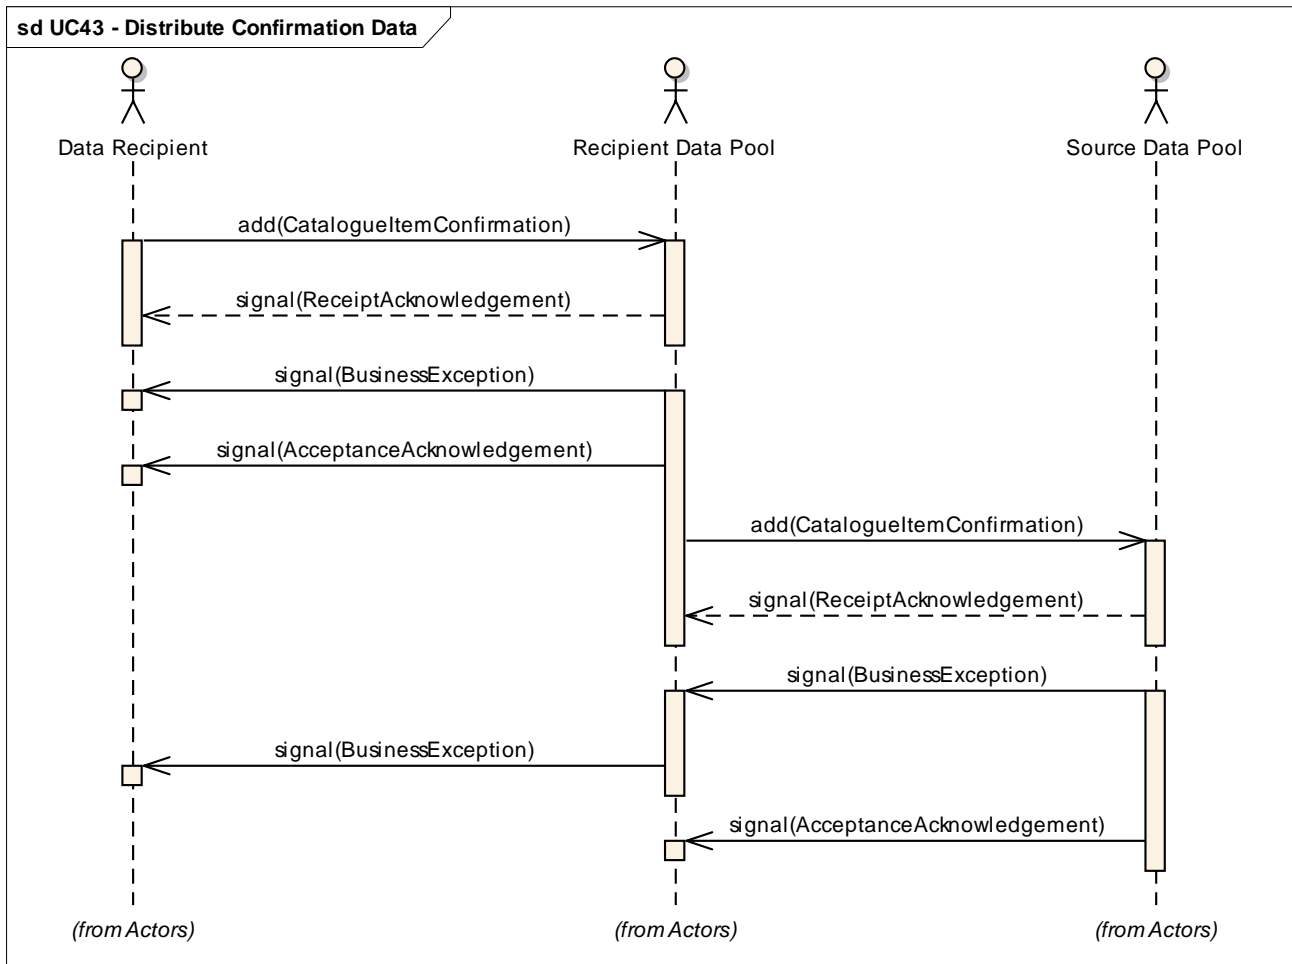 sd UC43 - Distribute Confirmation Data
Data Recipient
Recipient Data Pool
Source Data Pool
add(CatalogueItemConfirmation)
signal(ReceiptAcknowledgement)
signal(BusinessException)
signal(AcceptanceAcknowledgement)
add(CatalogueItemConfirmation)
signal(ReceiptAcknowledgement)
signal(BusinessException)
signal(BusinessException)
signal(AcceptanceAcknowledgement)
(from Actors)
(from Actors)
(from Actors)